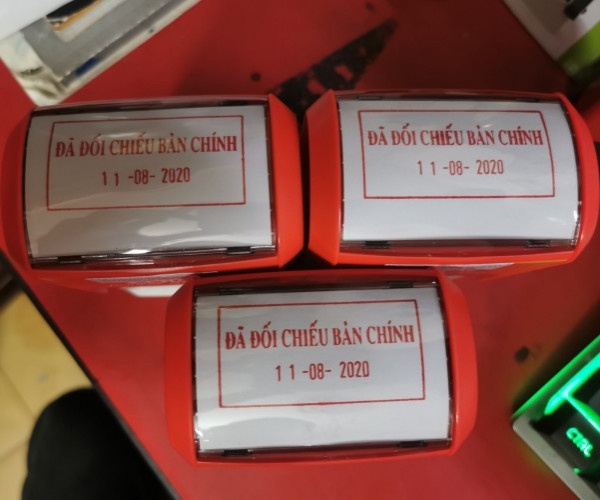 ĐÃ ĐỐI CHIẾU BẢN CHÍNH
11 -08- 2020
ĐÃ ĐỐI CHIẾU BẢN CHÍNH
11 -08- 2020
ĐÃ ĐỐI CHIẾU BẢN CHÍNH
11 -08- 2020
CTRL